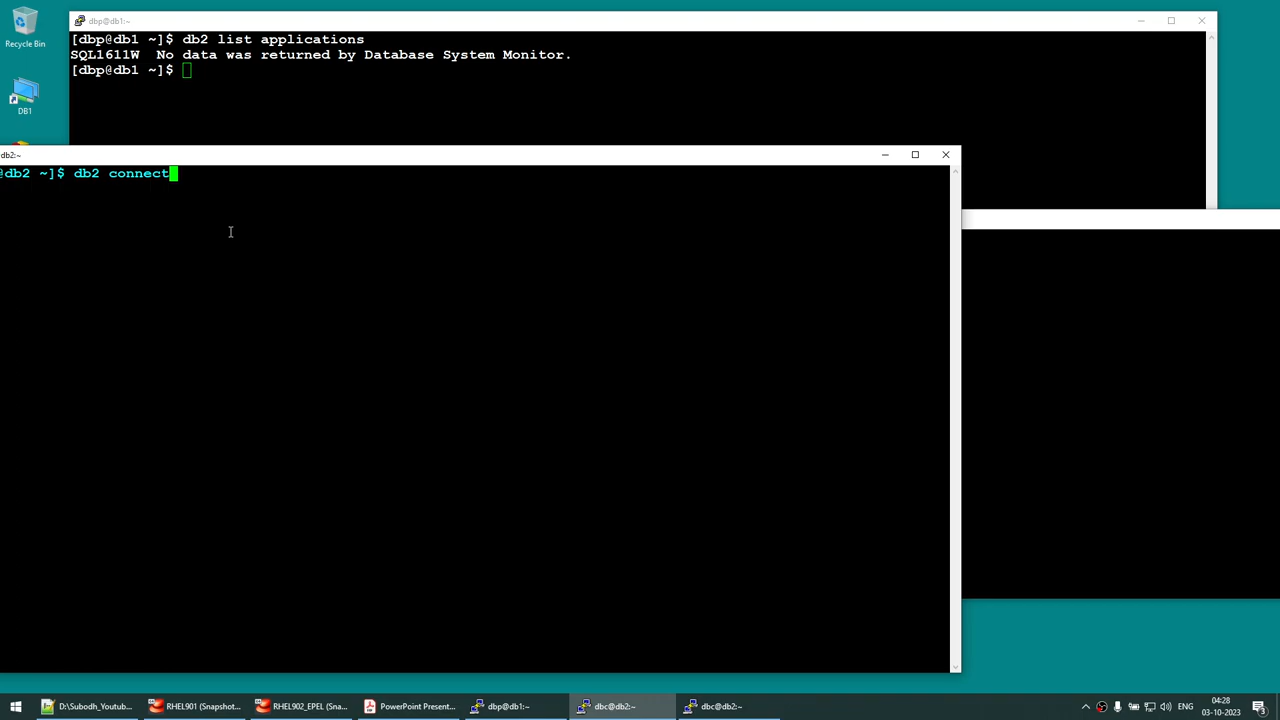 dbp@db1:~
Recycle Bin
[dbp@db1 ~]$ db2 list applications
SQL1611W  No data was returned by Database System Monitor.
[dbp@db1 ~]$
DB1
db2:~
@db2 ~]$ db2 connect
D:\Subodh_Youtub...
RHEL901 (Snapshot...
RHEL902_EPEL (Sna...
PowerPoint Present...
dbp@db1:~
dbc@db2:~
dbc@db2:~
ENG
04:28
03-10-2023